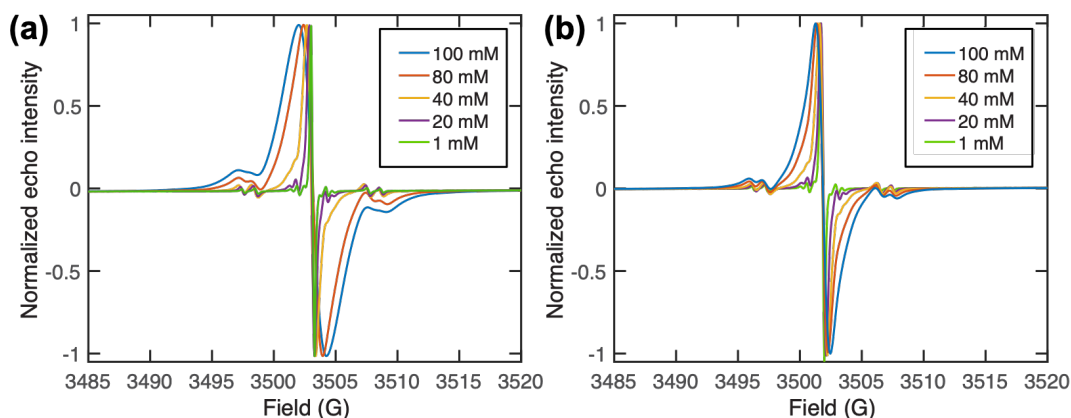 (a)
Normalized echo intensity
1
0.5
0
-0.5
-1
100 mM
80 mM
40 mM
20 mM
1 mM
3485 3490 3495 3500 3505 3510 3515 3520
Field (G)
(b)
Normalized echo intensity
1
0.5
0
-0.5
-1
100 mM
80 mM
40 mM
20 mM
1 mM
3485 3490 3495 3500 3505 3510 3515 3520
Field (G)